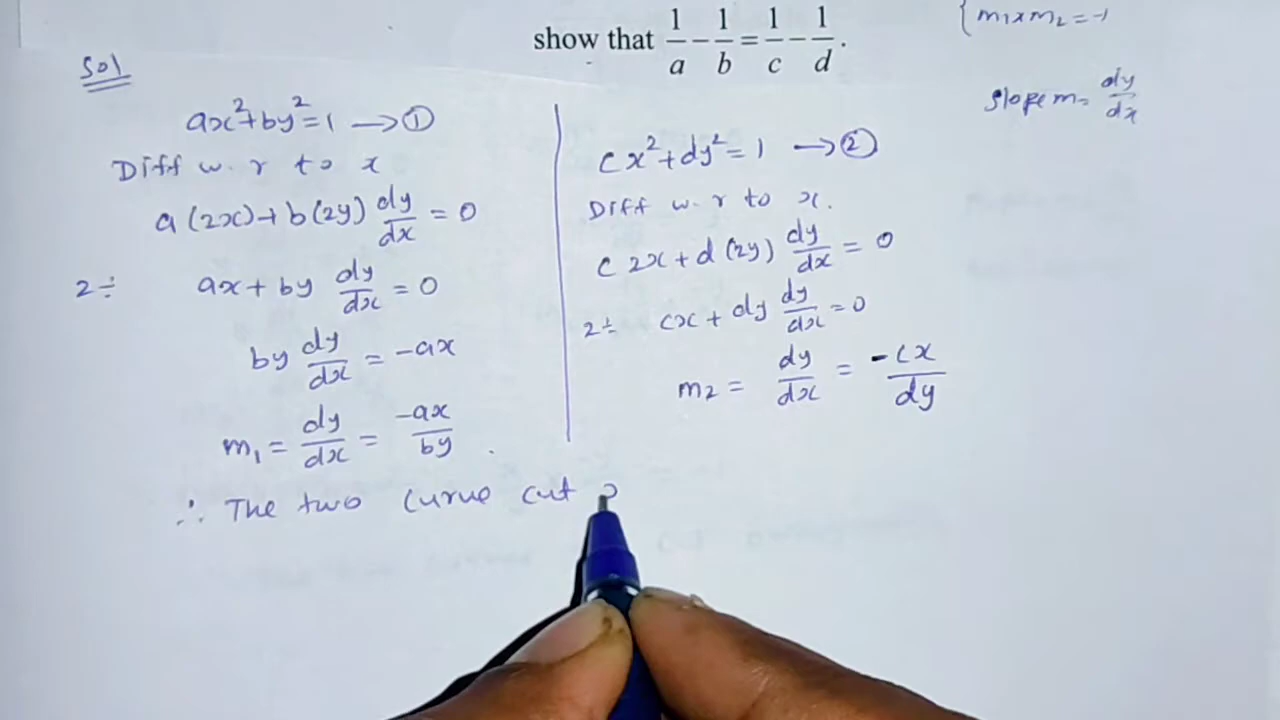 show that 1/a - 1/b = 1/c - 1/d.
{ m₁ x m₂ = -1
slope m = dy/dx
Sol
ax² + by² = 1 → ①
Diff w. r to x
a (2x) + b (2y) dy/dx = 0
2 ÷ ax + by dy/dx = 0
by dy/dx = -ax
m₁ = dy/dx = -ax/by .
cx² + dy² = 1 → ②
Diff w. r to x.
c 2x + d (2y) dy/dx = 0
2 ÷ cx + dy dy/dx = 0
m₂ = dy/dx = -cx/dy
∴ The two curve cut